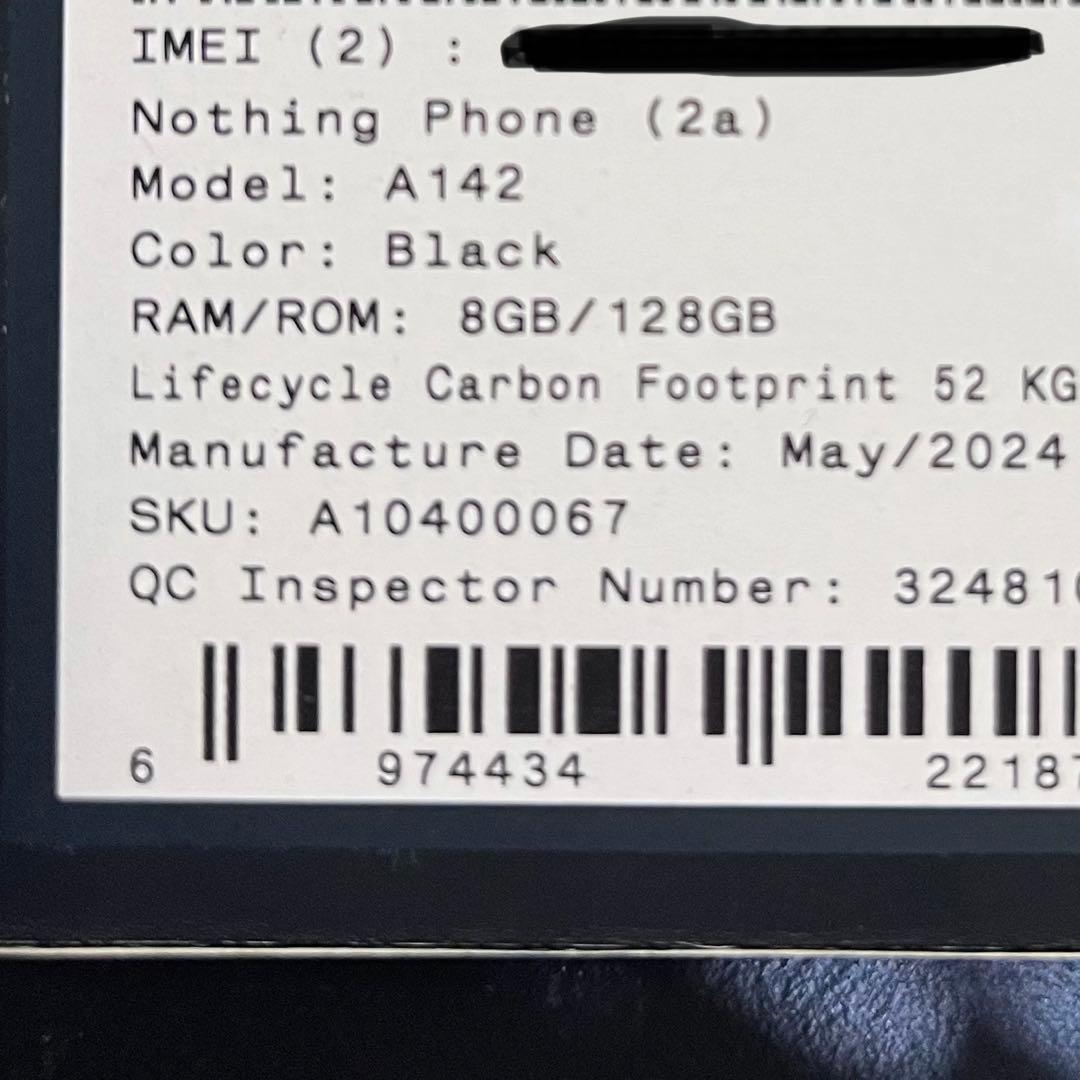 IMEI (2) :
Nothing Phone (2a)
Model: A142
Color: Black
RAM/ROM: 8GB/128GB
Lifecycle Carbon Footprint 52 KG
Manufacture Date: May/2024
SKU: A10400067
QC Inspector Number:
6 974434